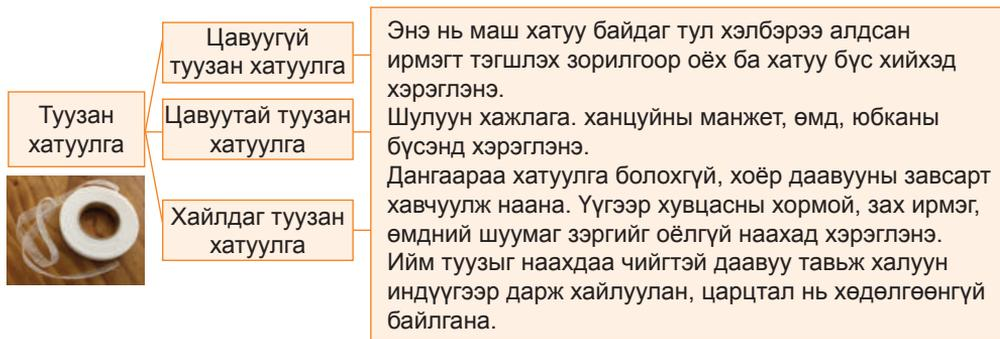 Туузан
хатуулга
Цавуугүй
туузан хатуулга
Цавуутай туузан
хатуулга
Хайлдаг туузан
хатуулга
Энэ нь маш хатуу байдаг тул хэлбэрээ алдсан
ирмэгт тэгшлэх зорилгоор оёх ба хатуу бүс хийхэд
хэрэглэнэ.
Шулуун хажлага. ханцуйны манжет, өмд, юбканы
бүсэнд хэрэглэнэ.
Дангаараа хатуулга болохгүй, хоёр даавууны завсарт
хавчуулж наана. Үүгээр хувцасны хормой, зах ирмэг,
өмдний шуумаг зэргийг оёлгүй наахад хэрэглэнэ.
Ийм туузыг наахдаа чийгтэй даавуу тавьж халуун
индүүгээр дарж хайлуулан, царцтал нь хөдөлгөөнгүй
байлгана.